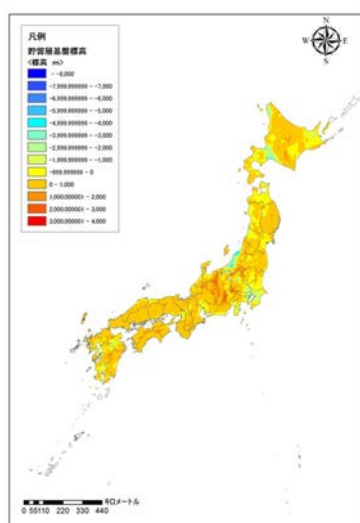 凡例
貯留層基盤標高
<標高 m>
- -8,000
-7,999.999999 - -7,000
-6,999.999999 - -6,000
-5,999.999999 - -5,000
-4,999.999999 - -4,000
-3,999.999999 - -3,000
-2,999.999999 - -2,000
-1,999.999999 - -1,000
-999.999999 - 0
0 - 1,000
1,000.000001 - 2,000
2,000.000001 - 3,000
3,000.000001 - 4,000
N
W E
S
キロメートル
0 55110 220 330 440